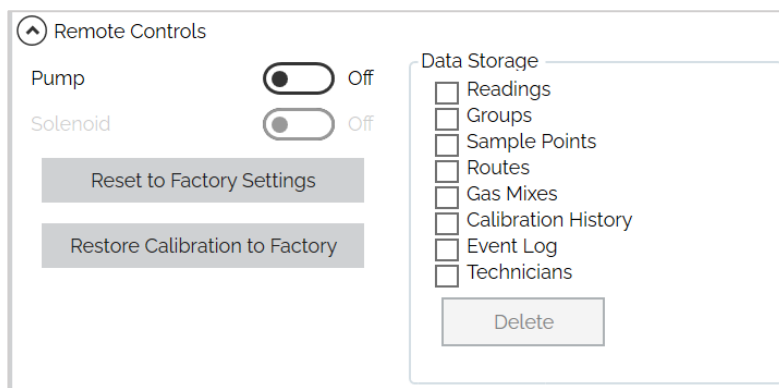 Remote Controls
Pump Off
Solenoid Off
Reset to Factory Settings
Restore Calibration to Factory
Data Storage
Readings
Groups
Sample Points
Routes
Gas Mixes
Calibration History
Event Log
Technicians
Delete